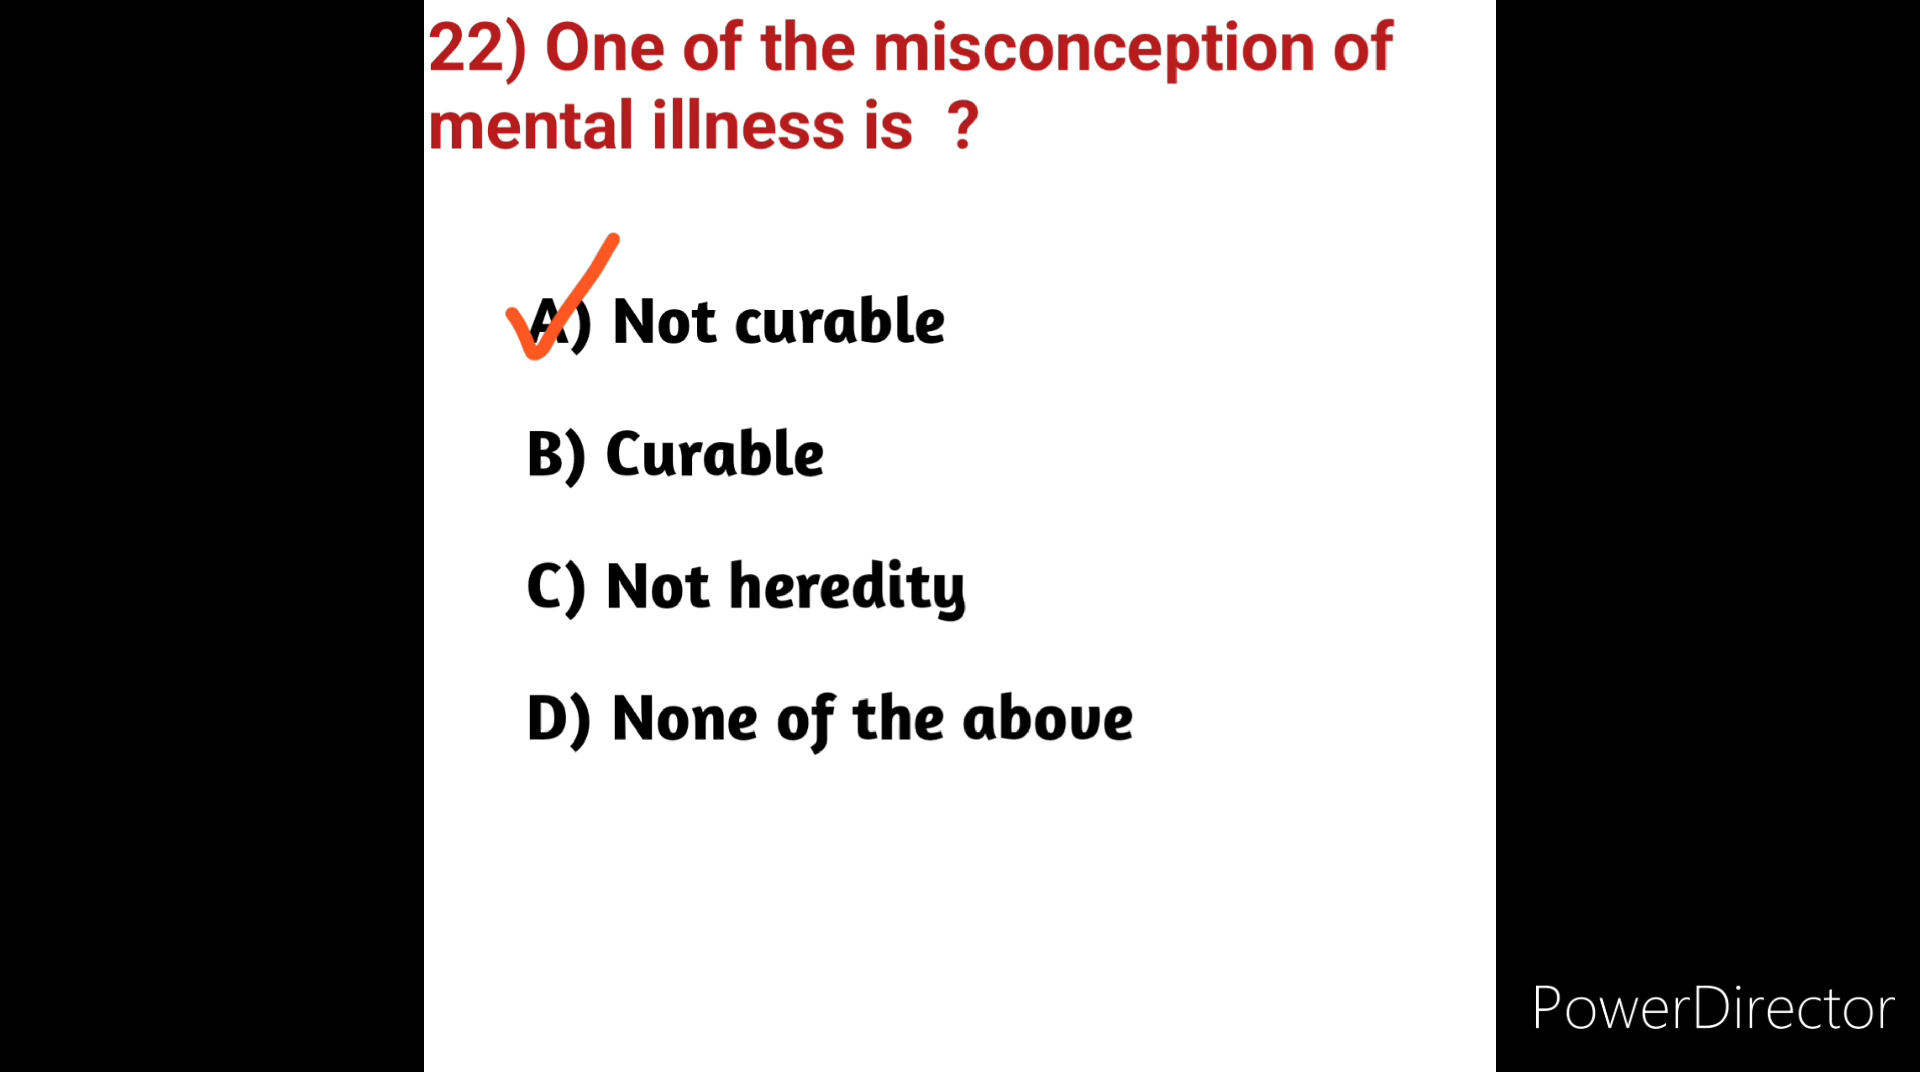 22) One of the misconception of
mental illness is ?
A) Not curable
B) Curable
C) Not heredity
D) None of the above
PowerDirector